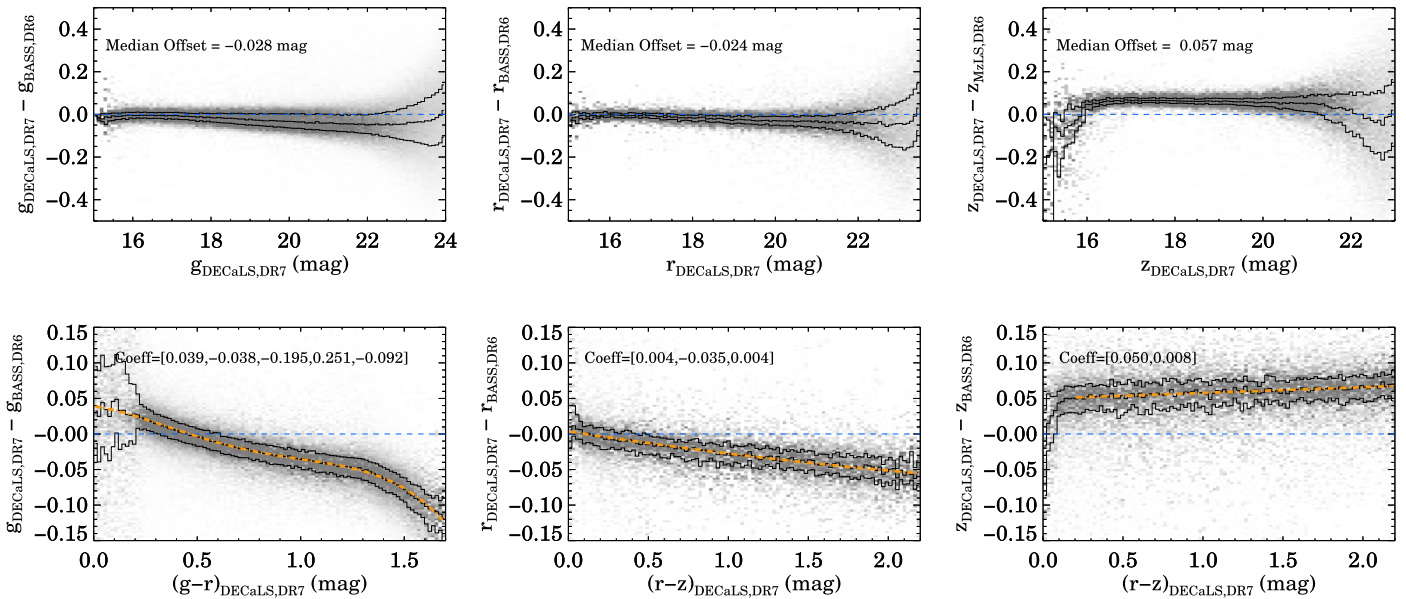 0.4
0.2
0.0
−0.2
−0.4
g_DECaLS,DR7 − g_BASS,DR6
Median Offset = −0.028 mag
16 18 20 22 24
g_DECaLS,DR7 (mag)
0.4
0.2
0.0
−0.2
−0.4
r_DECaLS,DR7 − r_BASS,DR6
Median Offset = −0.024 mag
16 18 20 22
r_DECaLS,DR7 (mag)
0.4
0.2
0.0
−0.2
−0.4
z_DECaLS,DR7 − z_MzLS,DR6
Median Offset = 0.057 mag
16 18 20 22
z_DECaLS,DR7 (mag)
0.15
0.10
0.05
−0.00
−0.05
−0.10
−0.15
g_DECaLS,DR7 − g_BASS,DR6
Coeff=[0.039,−0.038,−0.195,0.251,−0.092]
0.0 0.5 1.0 1.5
(g−r)_DECaLS,DR7 (mag)
0.15
0.10
0.05
−0.00
−0.05
−0.10
−0.15
r_DECaLS,DR7 − r_BASS,DR6
Coeff=[0.004,−0.035,0.004]
0.0 0.5 1.0 1.5 2.0
(r−z)_DECaLS,DR7 (mag)
0.15
0.10
0.05
−0.00
−0.05
−0.10
−0.15
z_DECaLS,DR7 − z_BASS,DR6
Coeff=[0.050,0.008]
0.0 0.5 1.0 1.5 2.0
(r−z)_DECaLS,DR7 (mag)